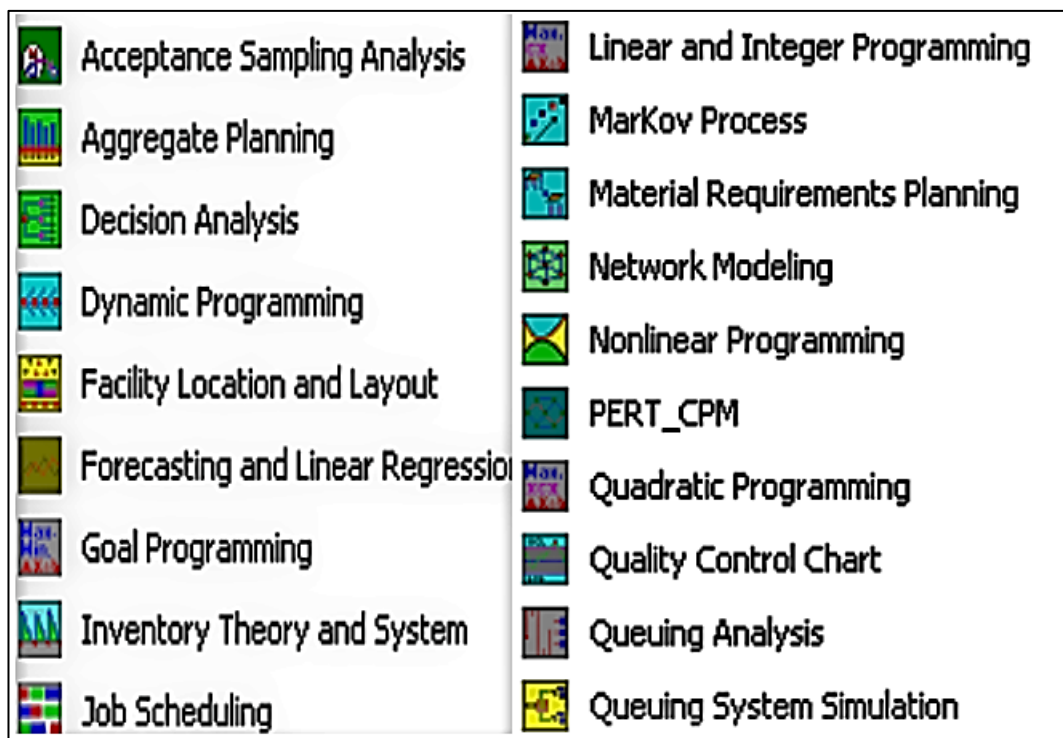 Acceptance Sampling Analysis
Aggregate Planning
Decision Analysis
Dynamic Programming
Facility Location and Layout
Forecasting and Linear Regression
Goal Programming
Inventory Theory and System
Job Scheduling
Linear and Integer Programming
MarKov Process
Material Requirements Planning
Network Modeling
Nonlinear Programming
PERT_CPM
Quadratic Programming
Quality Control Chart
Queuing Analysis
Queuing System Simulation